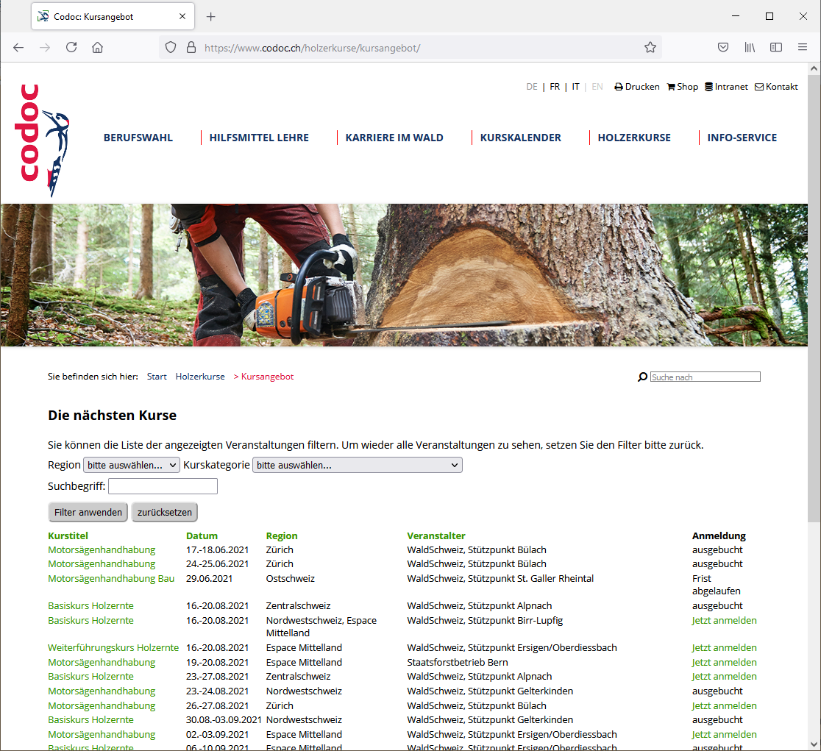 Codoc: Kursangebot
https://www.codoc.ch/holzerkurse/kursangebot/
codoc
DE | FR | IT | EN Drucken Shop Intranet Kontakt
BERUFSWAHL HILFSMITTEL LEHRE KARRIERE IM WALD KURSKALENDER HOLZERKURSE INFO-SERVICE
Sie befinden sich hier: Start Holzerkurse > Kursangebot Suche nach
Die nächsten Kurse
Sie können die Liste der angezeigten Veranstaltungen filtern. Um wieder alle Veranstaltungen zu sehen, setzen Sie den Filter bitte zurück.
Region bitte auswählen... Kurskategorie bitte auswählen...
Suchbegriff:
Filter anwenden zurücksetzen
Kurstitel Datum Region Veranstalter Anmeldung
Motorsägenhandhabung 17.-18.06.2021 Zürich WaldSchweiz, Stützpunkt Bülach ausgebucht
Motorsägenhandhabung 24.-25.06.2021 Zürich WaldSchweiz, Stützpunkt Bülach ausgebucht
Motorsägenhandhabung Bau 29.06.2021 Ostschweiz WaldSchweiz, Stützpunkt St. Galler Rheintal Frist
abgelaufen
Basiskurs Holzernte 16.-20.08.2021 Zentralschweiz WaldSchweiz, Stützpunkt Alpnach ausgebucht
Basiskurs Holzernte 16.-20.08.2021 Nordwestschweiz, Espace WaldSchweiz, Stützpunkt Birr-Lupfig Jetzt anmelden
Mittelland
Weiterführungskurs Holzernte 16.-20.08.2021 Espace Mittelland WaldSchweiz, Stützpunkt Ersigen/Oberdiessbach Jetzt anmelden
Motorsägenhandhabung 19.-20.08.2021 Espace Mittelland Staatsforstbetrieb Bern Jetzt anmelden
Basiskurs Holzernte 23.-27.08.2021 Zentralschweiz WaldSchweiz, Stützpunkt Alpnach Jetzt anmelden
Motorsägenhandhabung 23.-24.08.2021 Nordwestschweiz WaldSchweiz, Stützpunkt Gelterkinden ausgebucht
Motorsägenhandhabung 26.-27.08.2021 Zürich WaldSchweiz, Stützpunkt Bülach Jetzt anmelden
Basiskurs Holzernte 30.08.-03.09.2021 Nordwestschweiz WaldSchweiz, Stützpunkt Gelterkinden ausgebucht
Motorsägenhandhabung 02.-03.09.2021 Espace Mittelland WaldSchweiz, Stützpunkt Ersigen/Oberdiessbach Jetzt anmelden
Basiskurs Holzernte 06.-10.09.2021 Espace Mittelland WaldSchweiz, Stützpunkt Ersigen/Oberdiessbach ausgebucht